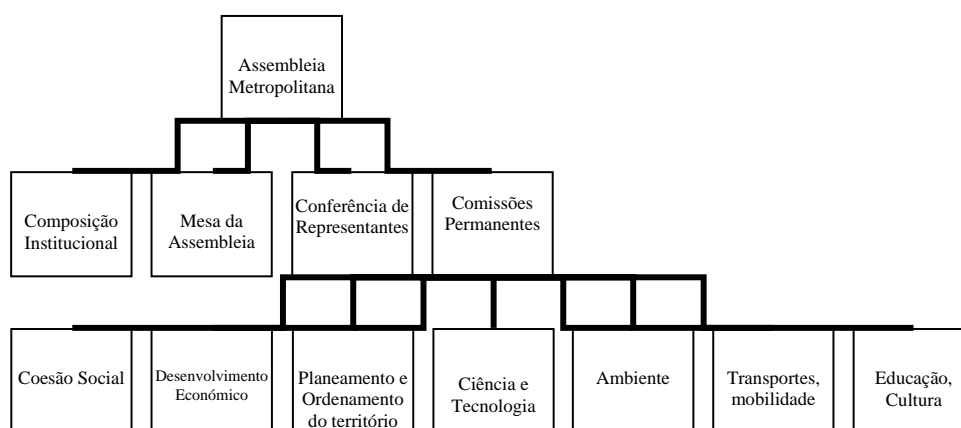 Assembleia
Metropolitana
Composição
Institucional
Mesa da
Assembleia
Conferência de
Representantes
Comissões
Permanentes
Coesão Social
Desenvolvimento
Económico
Planeamento e
Ordenamento
do território
Ciência e
Tecnologia
Ambiente
Transportes,
mobilidade
Educação,
Cultura